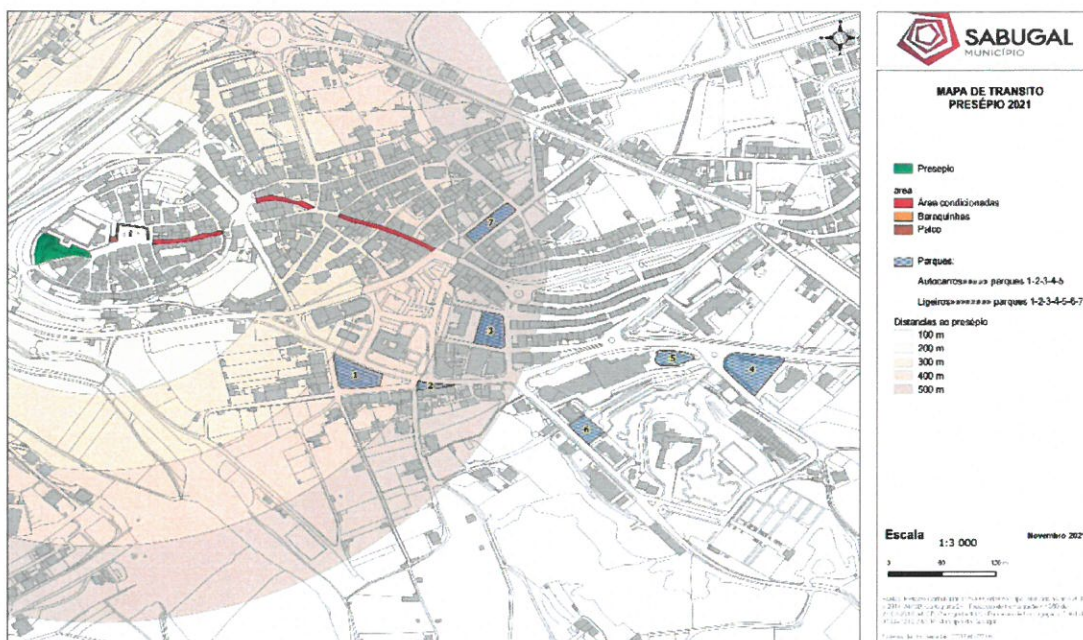 SABUGAL
MUNICÍPIO
MAPA DE TRANSITO
PRESÉPIO 2021
Presepio
area
Área condicionadas
Baraquinhas
Palco
Parques:
Autocarros»»»»» parques 1-2-3-4-5
Ligeiros»»»»»»»» parques 1-2-3-4-5-6-7
Distancias ao presépio
100 m
200 m
300 m
400 m
500 m
Escala
1:3 000
Novembro 2021
0
60
120 m
7
3
5
4
1
2
6